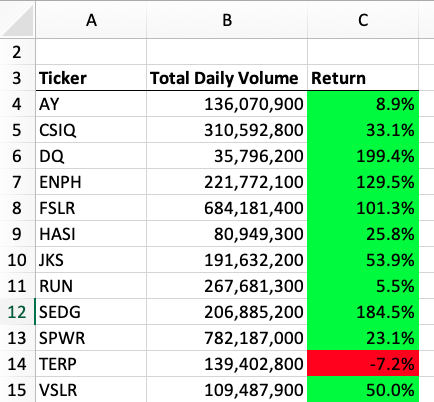 A B C
2
3 Ticker Total Daily Volume Return
4 AY 136,070,900 8.9%
5 CSIQ 310,592,800 33.1%
6 DQ 35,796,200 199.4%
7 ENPH 221,772,100 129.5%
8 FSLR 684,181,400 101.3%
9 HASI 80,949,300 25.8%
10 JKS 191,632,200 53.9%
11 RUN 267,681,300 5.5%
12 SEDG 206,885,200 184.5%
13 SPWR 782,187,000 23.1%
14 TERP 139,402,800 -7.2%
15 VSLR 109,487,900 50.0%